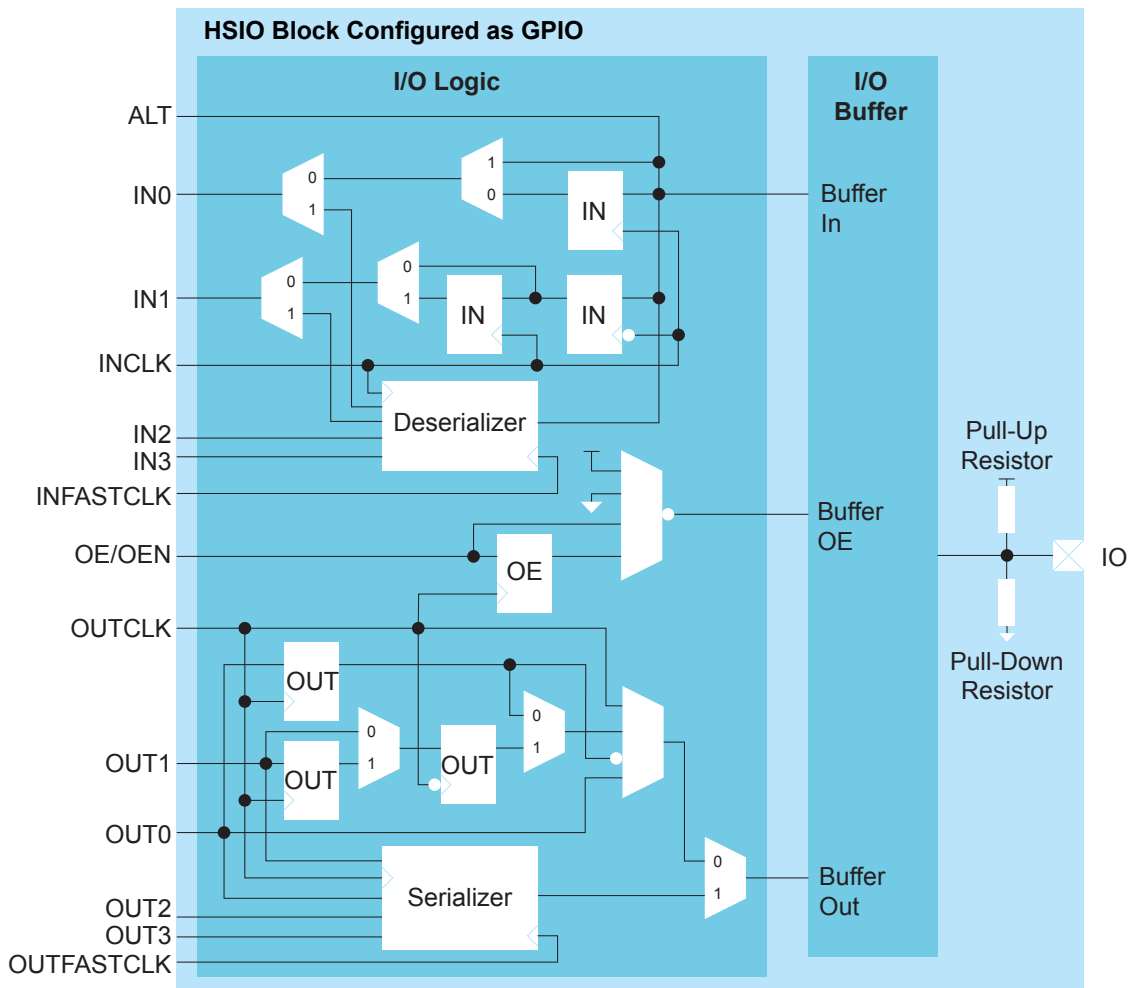 HSIO Block Configured as GPIO
I/O Logic
I/O
Buffer
ALT
IN0
0
1
1
0
IN
Buffer
In
IN1
0
1
0
1
IN
IN
INCLK
Deserializer
IN2
IN3
INFASTCLK
Pull-Up
Resistor
Buffer
OE
OE/OEN
OE
IO
OUTCLK
Pull-Down
Resistor
OUT
0
1
OUT1
OUT
0
1
OUT
OUT0
0
1
Serializer
Buffer
Out
OUT2
OUT3
OUTFASTCLK